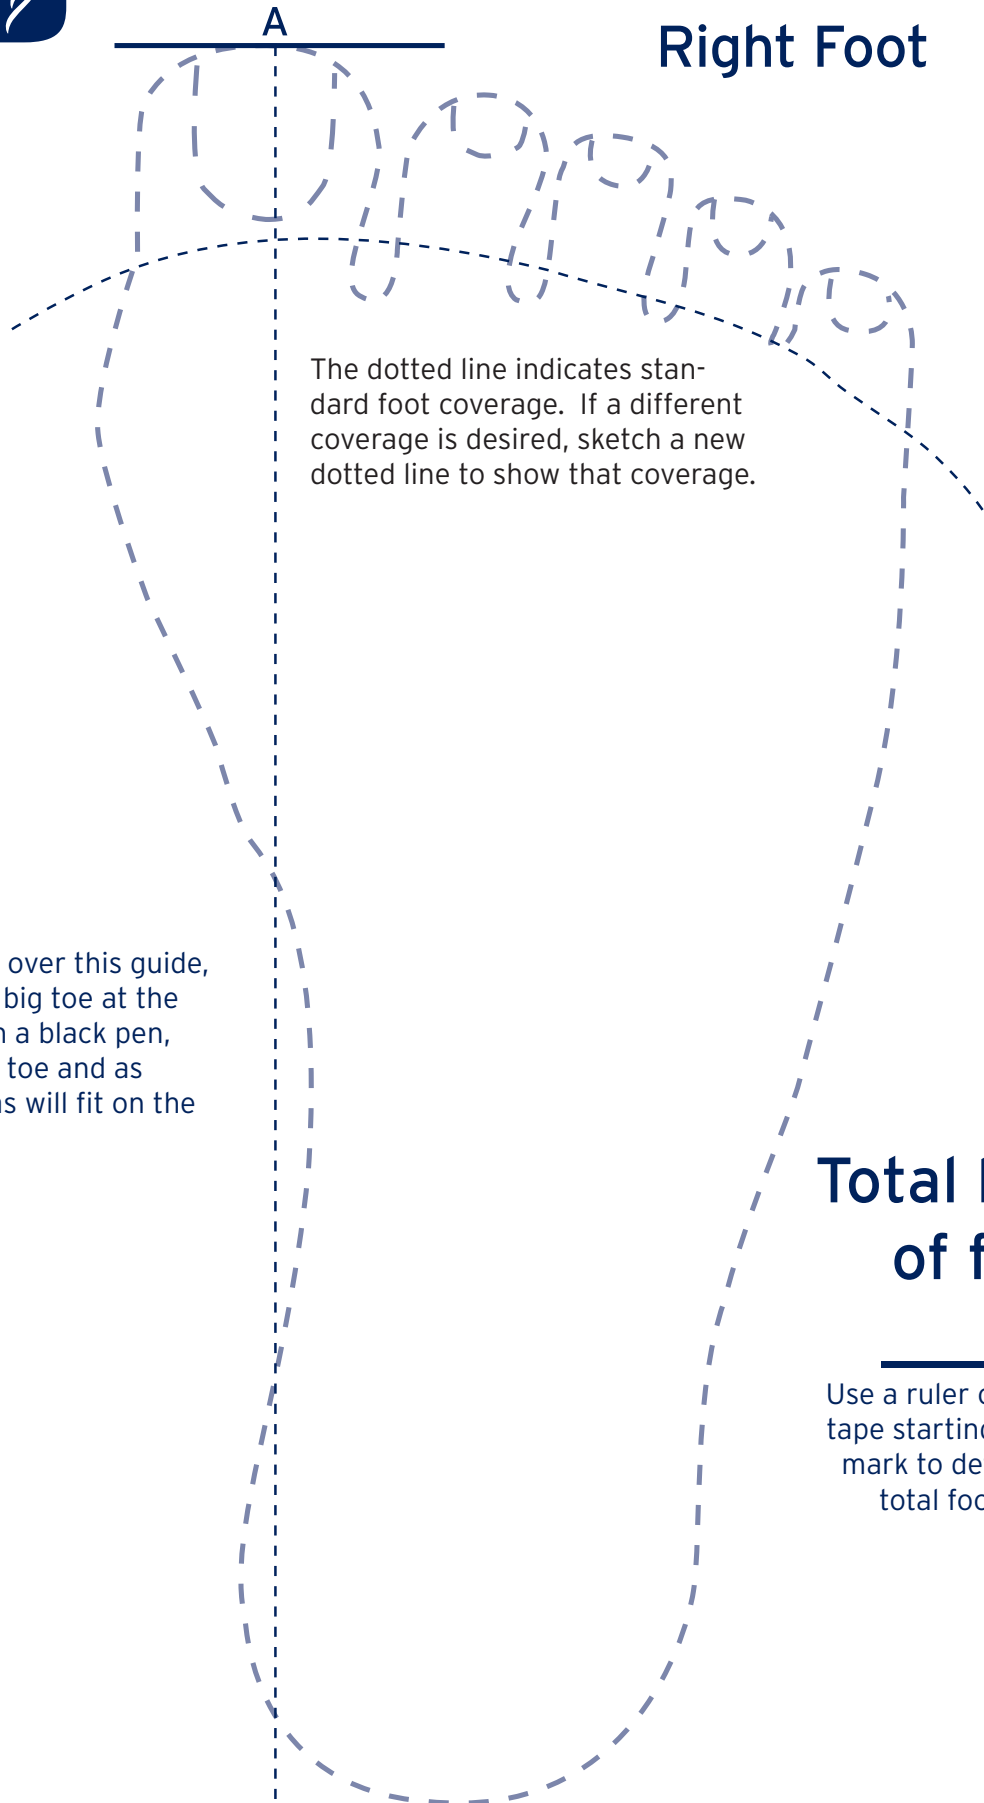 A
Right Foot
The dotted line indicates stan-
dard foot coverage. If a different
coverage is desired, sketch a new
dotted line to show that coverage.
over this guide,
big toe at the
a black pen,
toe and as
will fit on the
Total
of
Use a ruler
tape starting
mark to
total